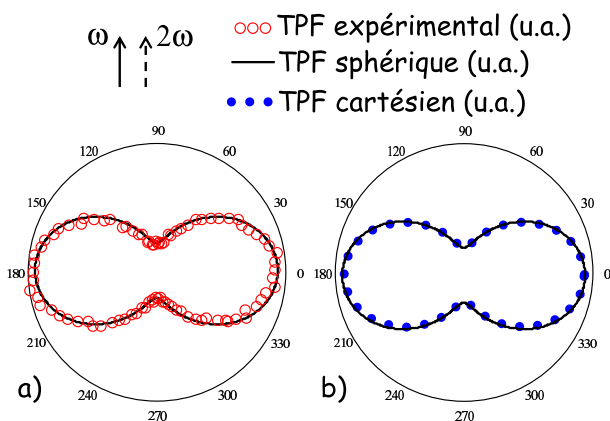 ω 2ω
TPF expérimental (u.a.)
TPF sphérique (u.a.)
TPF cartésien (u.a.)
90
120 60
150 30
180 0
210 330
240 300
270
a)
90
120 60
150 30
180 0
210 330
240 300
270
b)